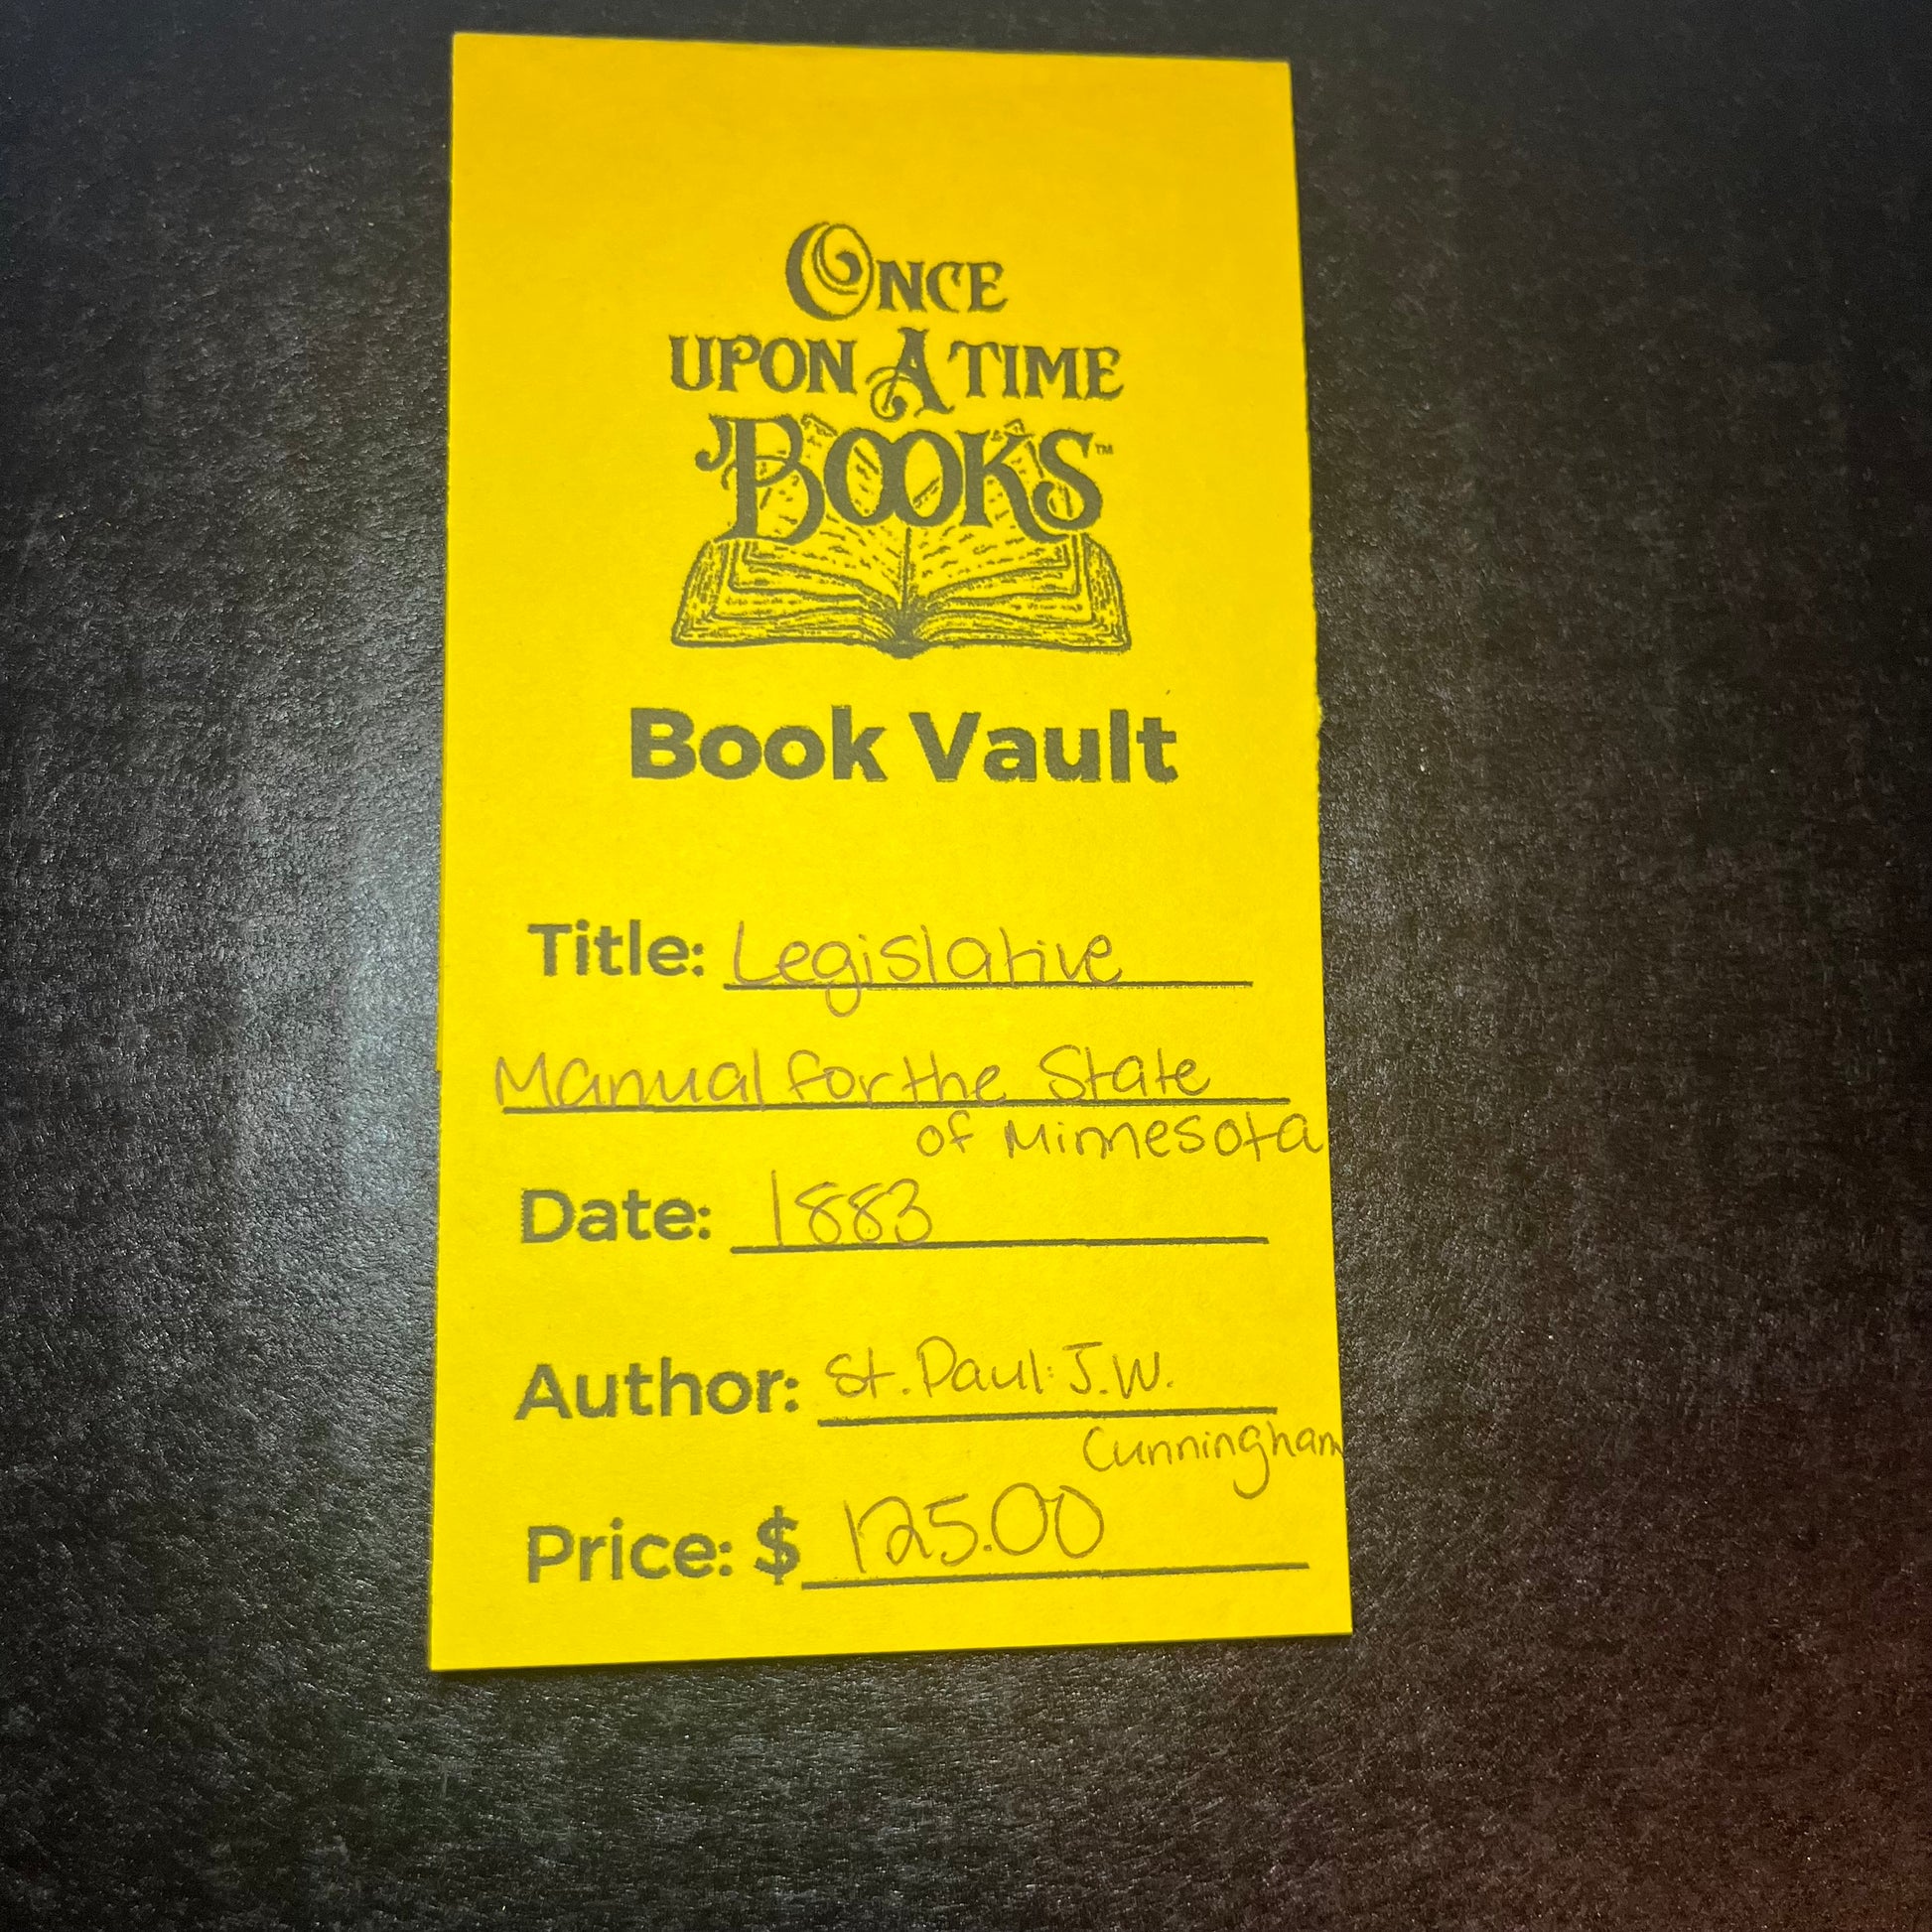 ONCE
UPON A TIME
BOOKS™
Book Vault
Title: Legislative
Manual for the State
of Minnesota
Date: 1883
Author: St. Paul: J.W.
Cunningham
Price: $ 125.00